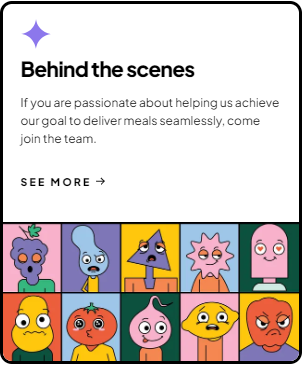 Behind the scenes
If you are passionate about helping us achieve
our goal to deliver meals seamlessly, come
join the team.
SEE MORE →